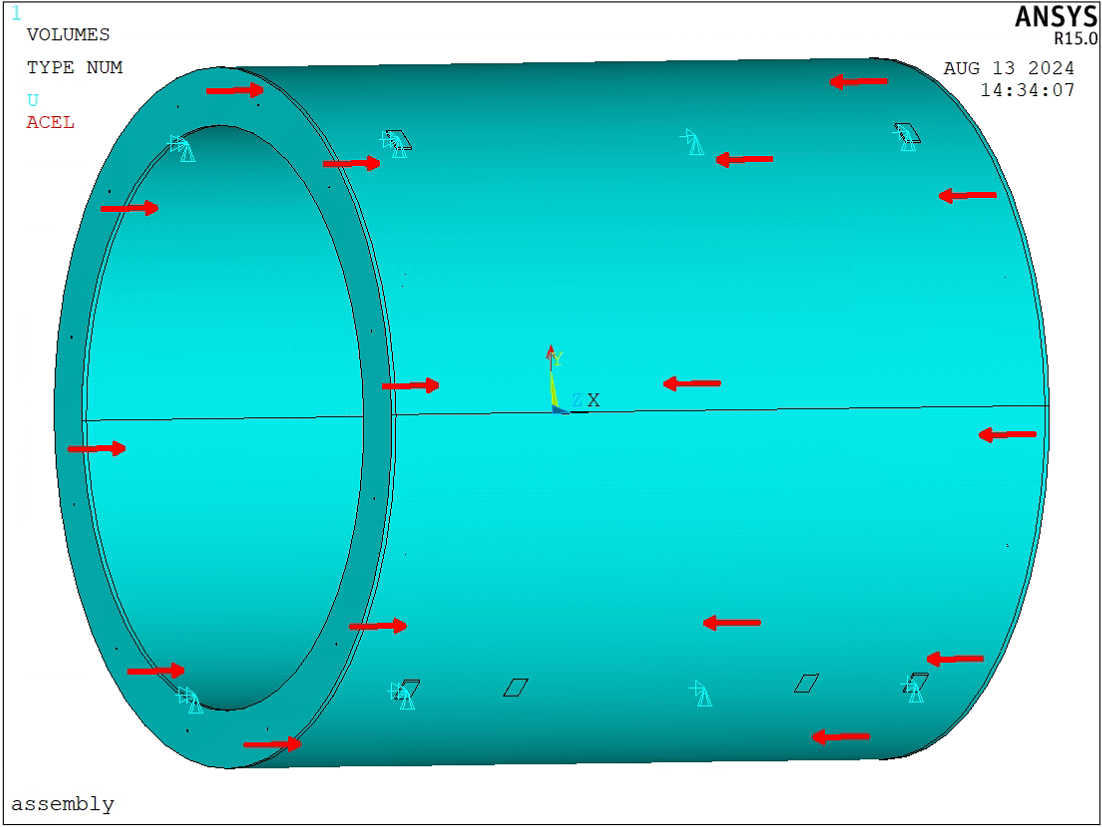 1
ANSYS
R15.0
VOLUMES
TYPE NUM
U
ACEL
AUG 13 2024
14:34:07
Y
Z X
assembly